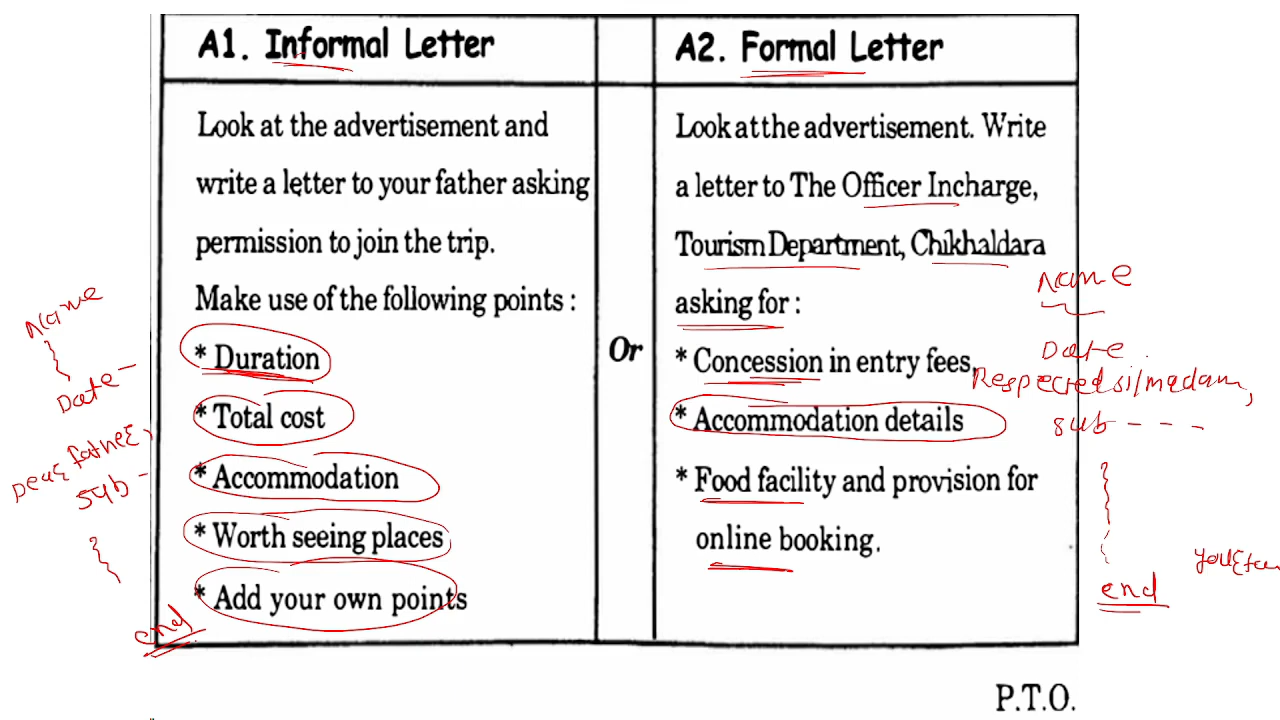 A1. Informal Letter
Look at the advertisement and
write a letter to your father asking
permission to join the trip.
Make use of the following points :
* Duration
* Total cost
* Accommodation
* Worth seeing places
* Add your own points
Or
A2. Formal Letter
Look at the advertisement. Write
a letter to The Officer Incharge,
Tourism Department, Chikhaldara
asking for :
* Concession in entry fees,
* Accommodation details
* Food facility and provision for
online booking.
P.T.O.
Name
Date -
Dear father,
Sub -
end
Name
Date
Respected si/madam,
sub - - -
end